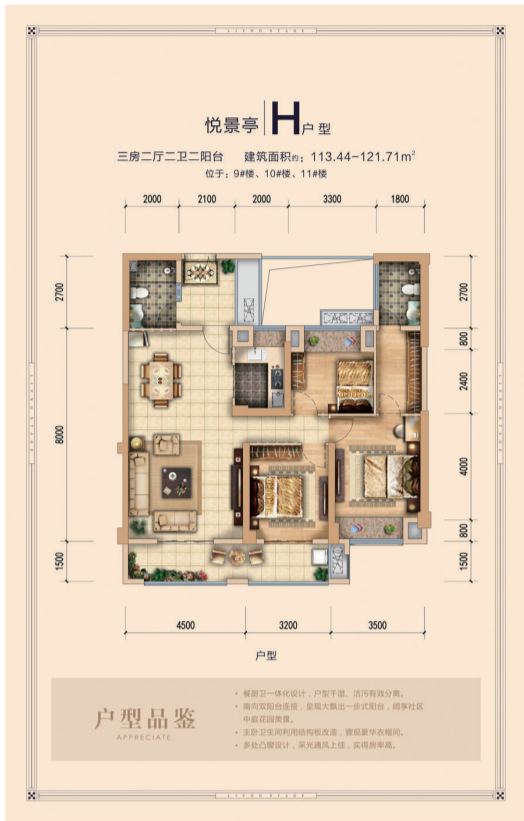 悦景亭 H户型
三房二厅二卫二阳台 建筑面积约：113.44-121.71m²
位于：9#楼、10#楼、11#楼
2000 2100 2000 3300 1800
2700 8000 1500
2700 800 2400 4000 800 1500
4500 3200 3500
户型
户型品鉴
APPRECIATE
• 餐厨卫一体化设计，户型干湿、洁污有效分离。
• 南向双阳台连接，呈现大飘出一步式阳台，阔享社区
中庭花园美景。
• 主卧卫生间利用结构板改造，微现豪华衣帽间。
• 多处凸窗设计，采光通风上佳，实得房率高。